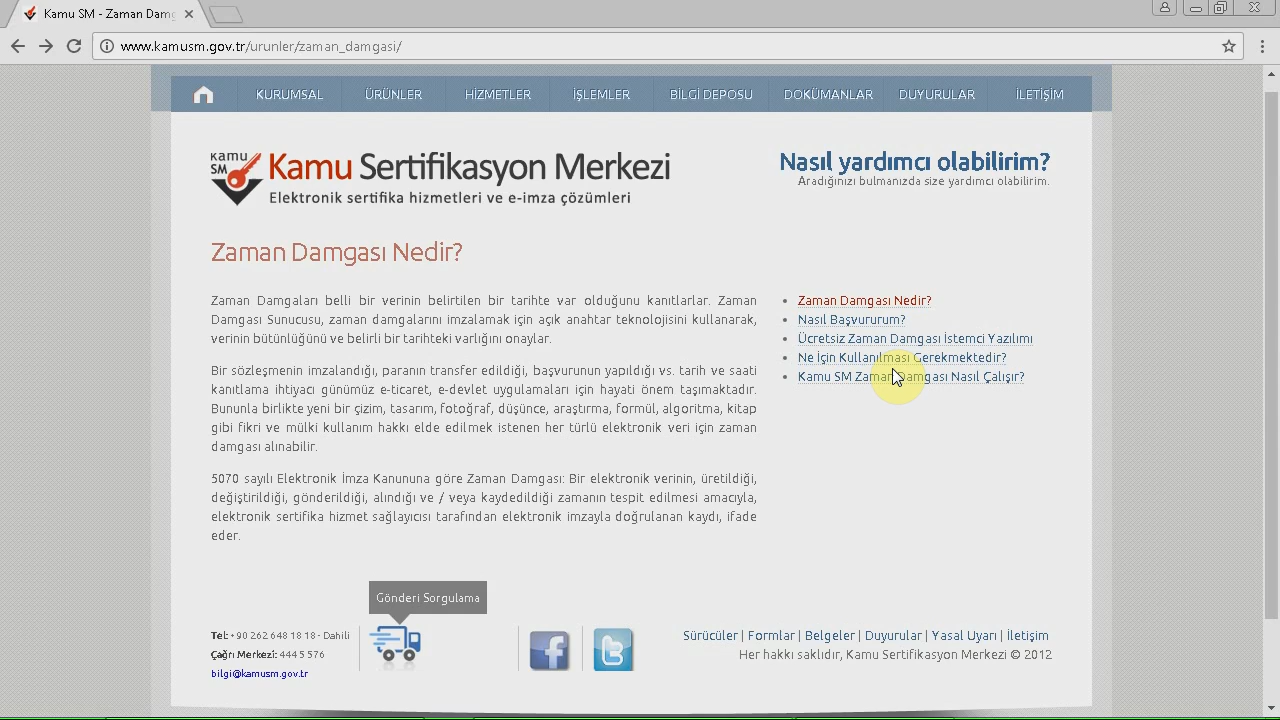 Kamu SM - Zaman Damg
www.kamusm.gov.tr/urunler/zaman_damgasi/
KURUMSAL ÜRÜNLER HİZMETLER İŞLEMLER BİLGİ DEPOSU DOKÜMANLAR DUYURULAR İLETİŞİM
Kamu SM
Kamu Sertifikasyon Merkezi
Elektronik sertifika hizmetleri ve e-imza çözümleri
Nasıl yardımcı olabilirim?
Aradığınızı bulmanızda size yardımcı olabilirim.
Zaman Damgası Nedir?
Zaman Damgaları belli bir verinin belirtilen bir tarihte var olduğunu kanıtlarlar. Zaman
Damgası Sunucusu, zaman damgalarını imzalamak için açık anahtar teknolojisini kullanarak,
verinin bütünlüğünü ve belirli bir tarihteki varlığını onaylar.
Bir sözleşmenin imzalandığı, paranın transfer edildiği, başvurunun yapıldığı vs. tarih ve saati
kanıtlama ihtiyacı günümüz e-ticaret, e-devlet uygulamaları için hayati önem taşımaktadır.
Bununla birlikte yeni bir çizim, tasarım, fotoğraf, düşünce, araştırma, formül, algoritma, kitap
gibi fikri ve mülki kullanım hakkı elde edilmek istenen her türlü elektronik veri için zaman
damgası alınabilir.
5070 sayılı Elektronik İmza Kanununa göre Zaman Damgası: Bir elektronik verinin, üretildiği,
değiştirildiği, gönderildiği, alındığı ve / veya kaydedildiği zamanın tespit edilmesi amacıyla,
elektronik sertifika hizmet sağlayıcısı tarafından elektronik imzayla doğrulanan kaydı, ifade
eder.
Zaman Damgası Nedir?
Nasıl Başvururum?
Ücretsiz Zaman Damgası İstemci Yazılımı
Ne İçin Kullanılması Gerekmektedir?
Kamu SM Zaman Damgası Nasıl Çalışır?
Gönderi Sorgulama
Tel: +90 262 648 18 18 - Dahili
Çağrı Merkezi: 444 5 576
bilgi@kamusm.gov.tr
Sürücüler | Formlar | Belgeler | Duyurular | Yasal Uyarı | İletişim
Her hakkı saklıdır, Kamu Sertifikasyon Merkezi © 2012